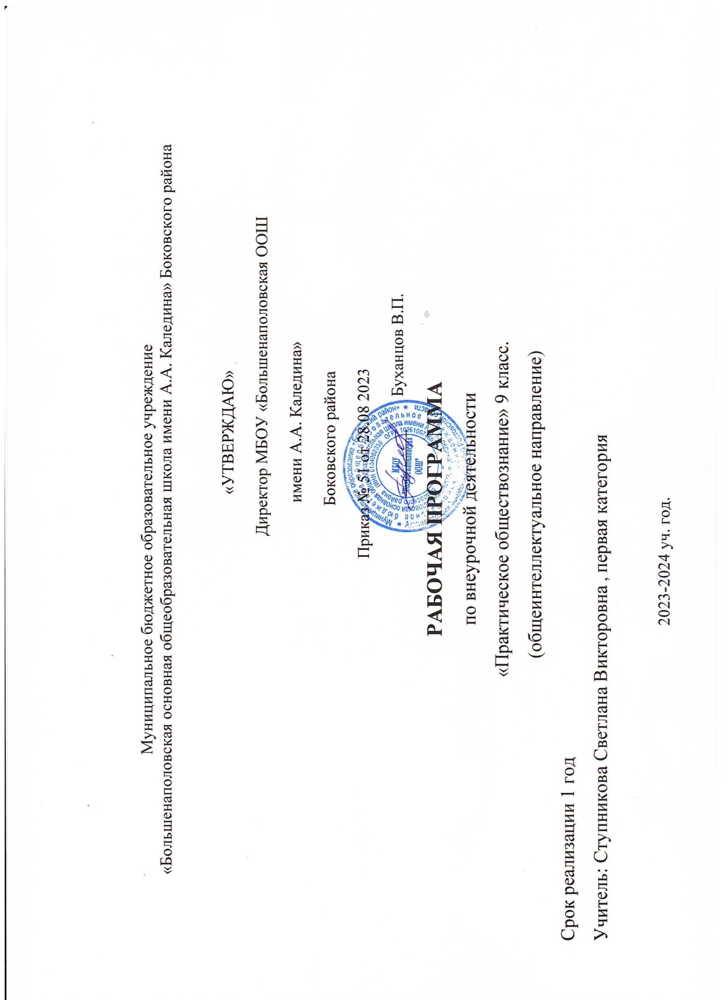 Муниципальное бюджетное образовательное учреждение
«Большенаполовская основная общеобразовательная школа имени А.А. Каледина» Боковского района
«УТВЕРЖДАЮ»
Директор МБОУ «Большенаполовская ООШ
имени А.А. Каледина»
Боковского района
Приказ № 51 от 28.08 2023
Буханцов В.П.
МБОУ
ООШ"
РАБОЧАЯ ПРОГРАММА
по внеурочной деятельности
«Практическое обществознание» 9 класс.
(общеинтеллектуальное направление)
Срок реализации 1 год
Учитель: Ступникова Светлана Викторовна , первая категория
2023-2024 уч. год.